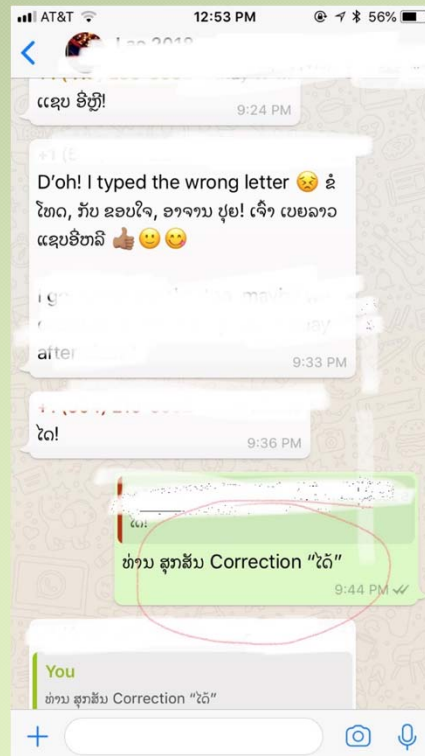 AT&T 12:53 PM 56%
ແຊບ ອີ່ຫຼີ!
9:24 PM
D'oh! I typed the wrong letter 😣 ຂໍ
ໂທດ, ກັບ ຂອບໃຈ, ອາຈານ ປຸຍ! ເຈົ້າ ເບຍລາວ
ແຊບອີ່ຫລີ 👍🏽🙂😋
after
9:33 PM
ໄດ!
9:36 PM
ທ່ານ ສຸກສັນ Correction “ໄດ້”
9:44 PM
You
ທ່ານ ສຸກສັນ Correction “ໄດ້”